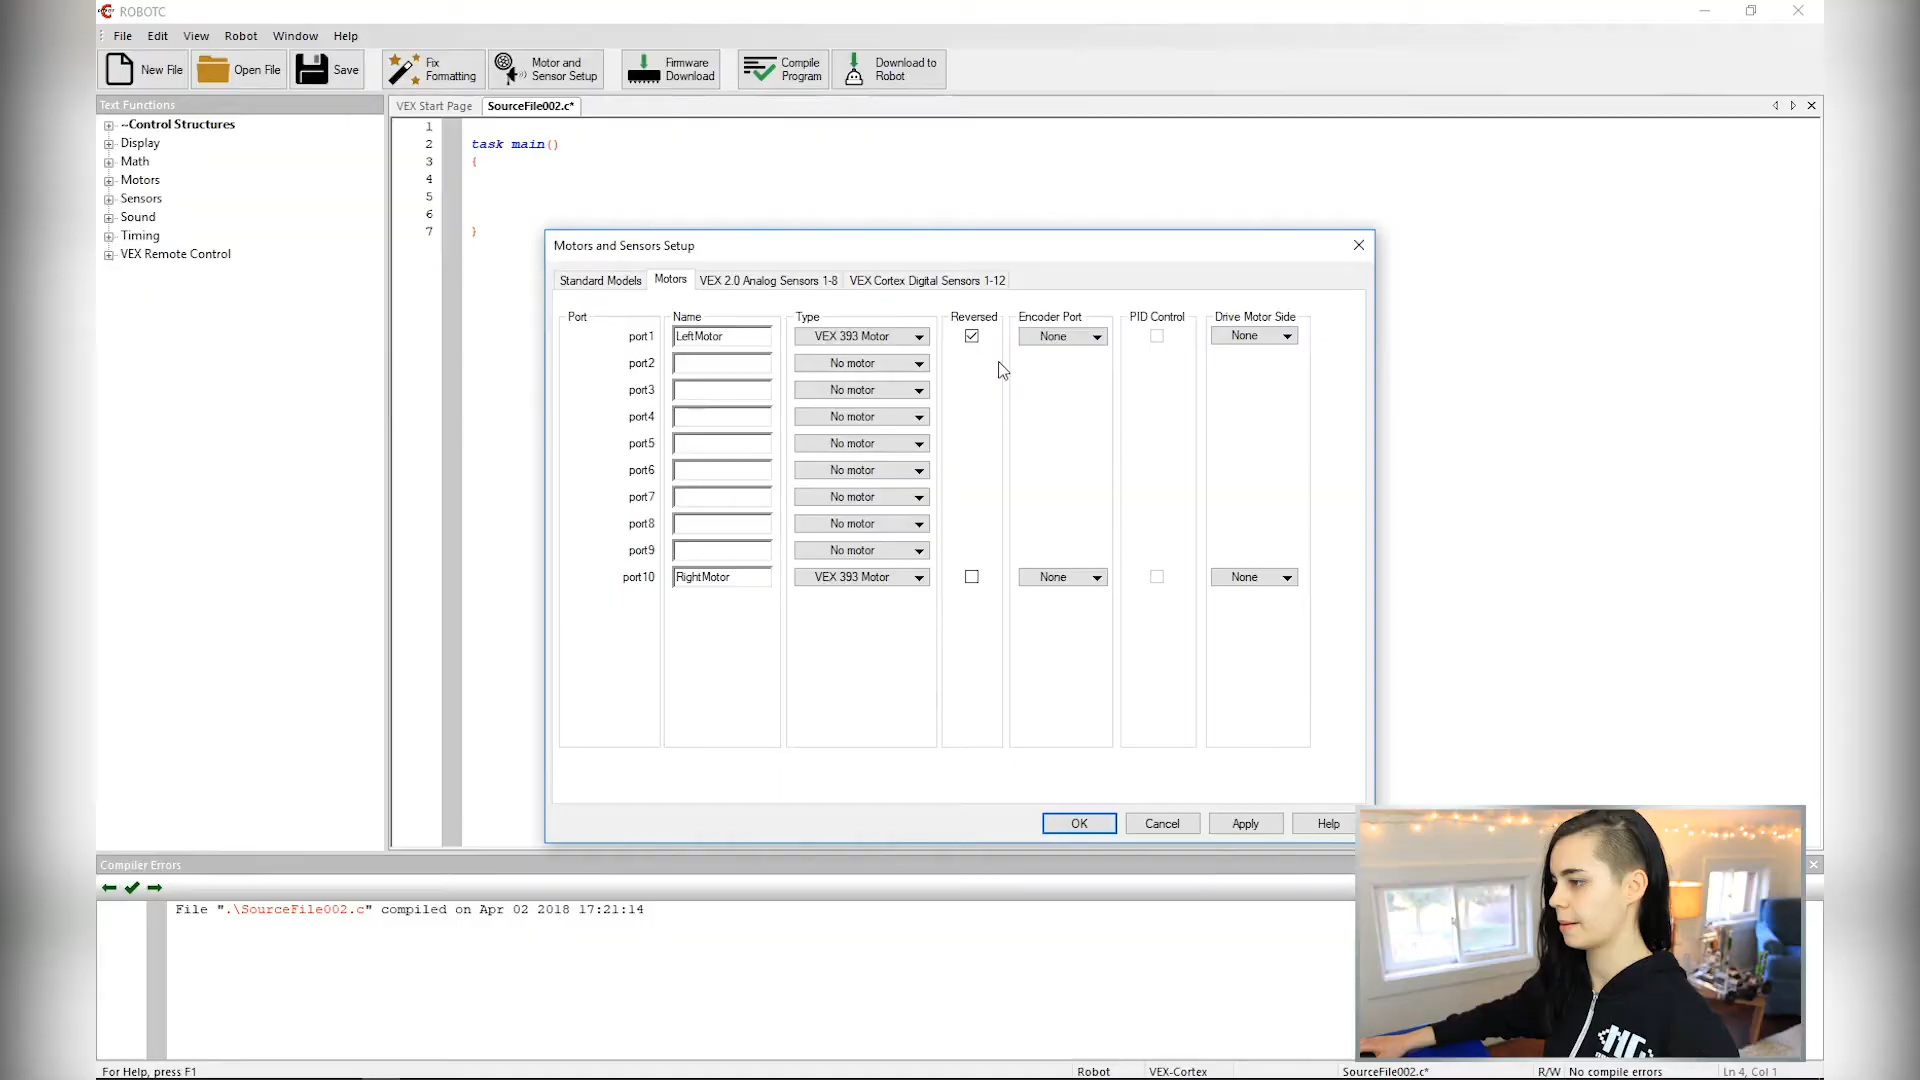 ROBOTC
File Edit View Robot Window Help
New File Open File Save Fix Formatting Motor and Sensor Setup Firmware Download Compile Program Download to Robot
Text Functions
VEX Start Page SourceFile002.c*
~Control Structures
Display
Math
Motors
Sensors
Sound
Timing
VEX Remote Control
1
2 task main()
3 {
4
5
6
7 }
Motors and Sensors Setup
Standard Models Motors VEX 2.0 Analog Sensors 1-8 VEX Cortex Digital Sensors 1-12
Port Name Type Reversed Encoder Port PID Control Drive Motor Side
port1 LeftMotor VEX 393 Motor None None
port2 No motor
port3 No motor
port4 No motor
port5 No motor
port6 No motor
port7 No motor
port8 No motor
port9 No motor
port10 RightMotor VEX 393 Motor None None
OK Cancel Apply Help
Compiler Errors
File ".\SourceFile002.c" compiled on Apr 02 2018 17:21:14
For Help, press F1 Robot VEX-Cortex SourceFile002.c* R/W No compile errors Ln 4, Col 1